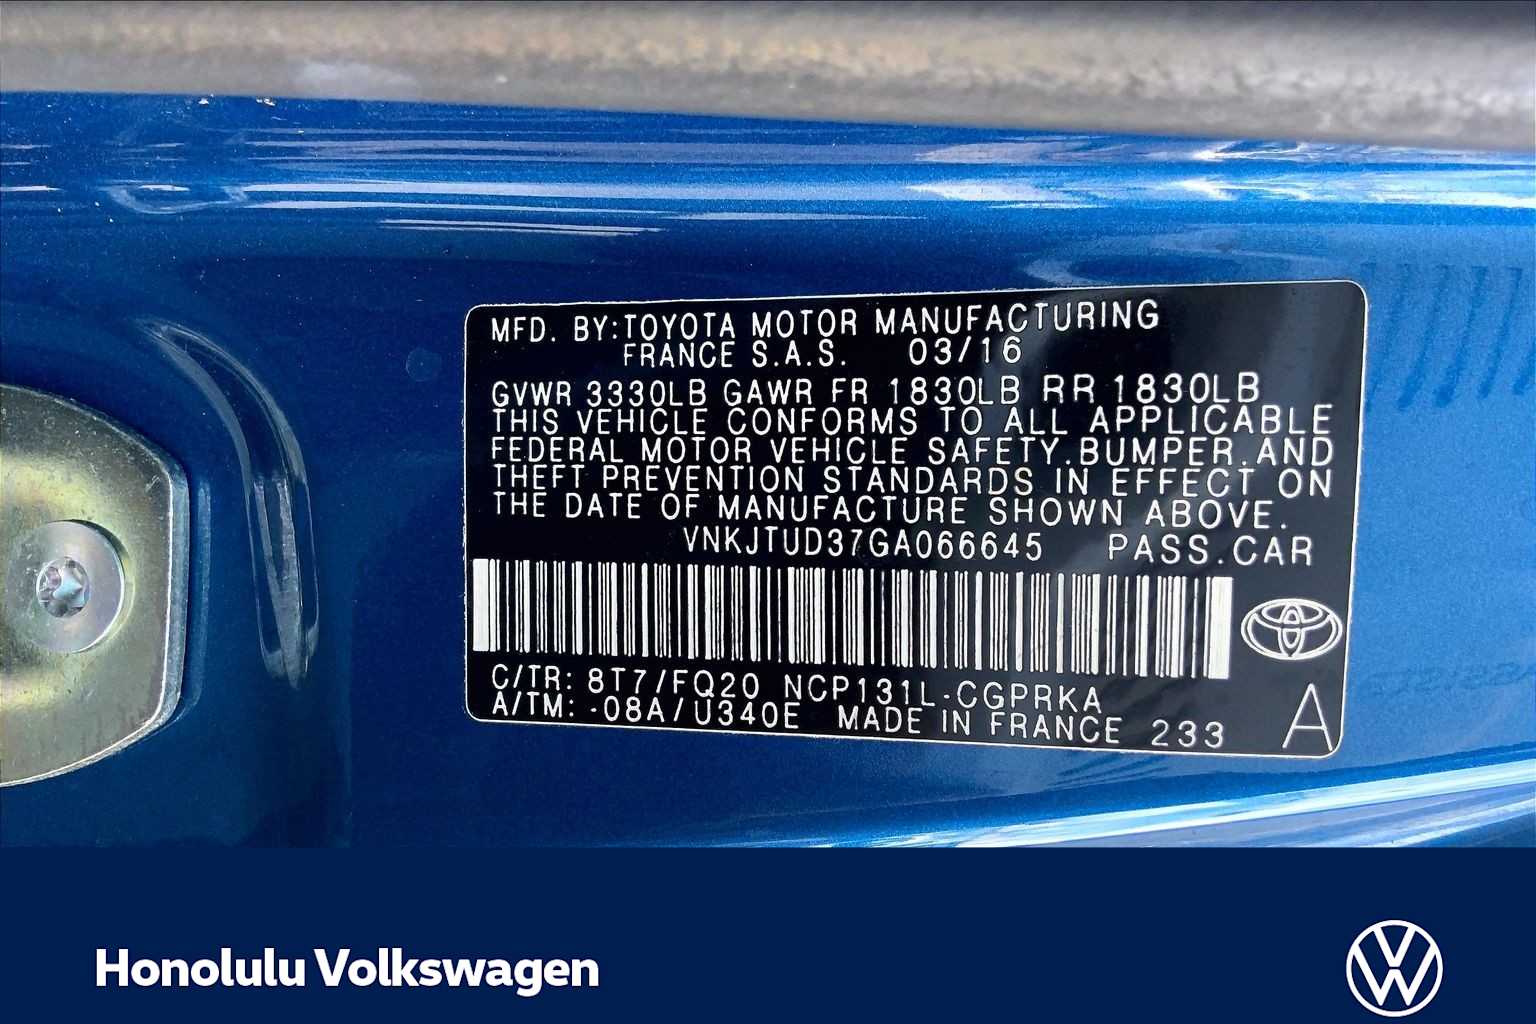 MFD. BY:TOYOTA MOTOR MANUFACTURING
FRANCE S.A.S. 03/16
GVWR 3330LB GAWR FR 1830LB RR 1830LB
THIS VEHICLE CONFORMS TO ALL APPLICABLE
FEDERAL MOTOR VEHICLE SAFETY.BUMPER.AND
THEFT PREVENTION STANDARDS IN EFFECT ON
THE DATE OF MANUFACTURE SHOWN ABOVE.
VNKJTUD37GA066645 PASS.CAR
C/TR: 8T7/FQ20 NCP131L-CGPRKA
A/TM: -08A/U340E MADE IN FRANCE 233
A
Honolulu Volkswagen